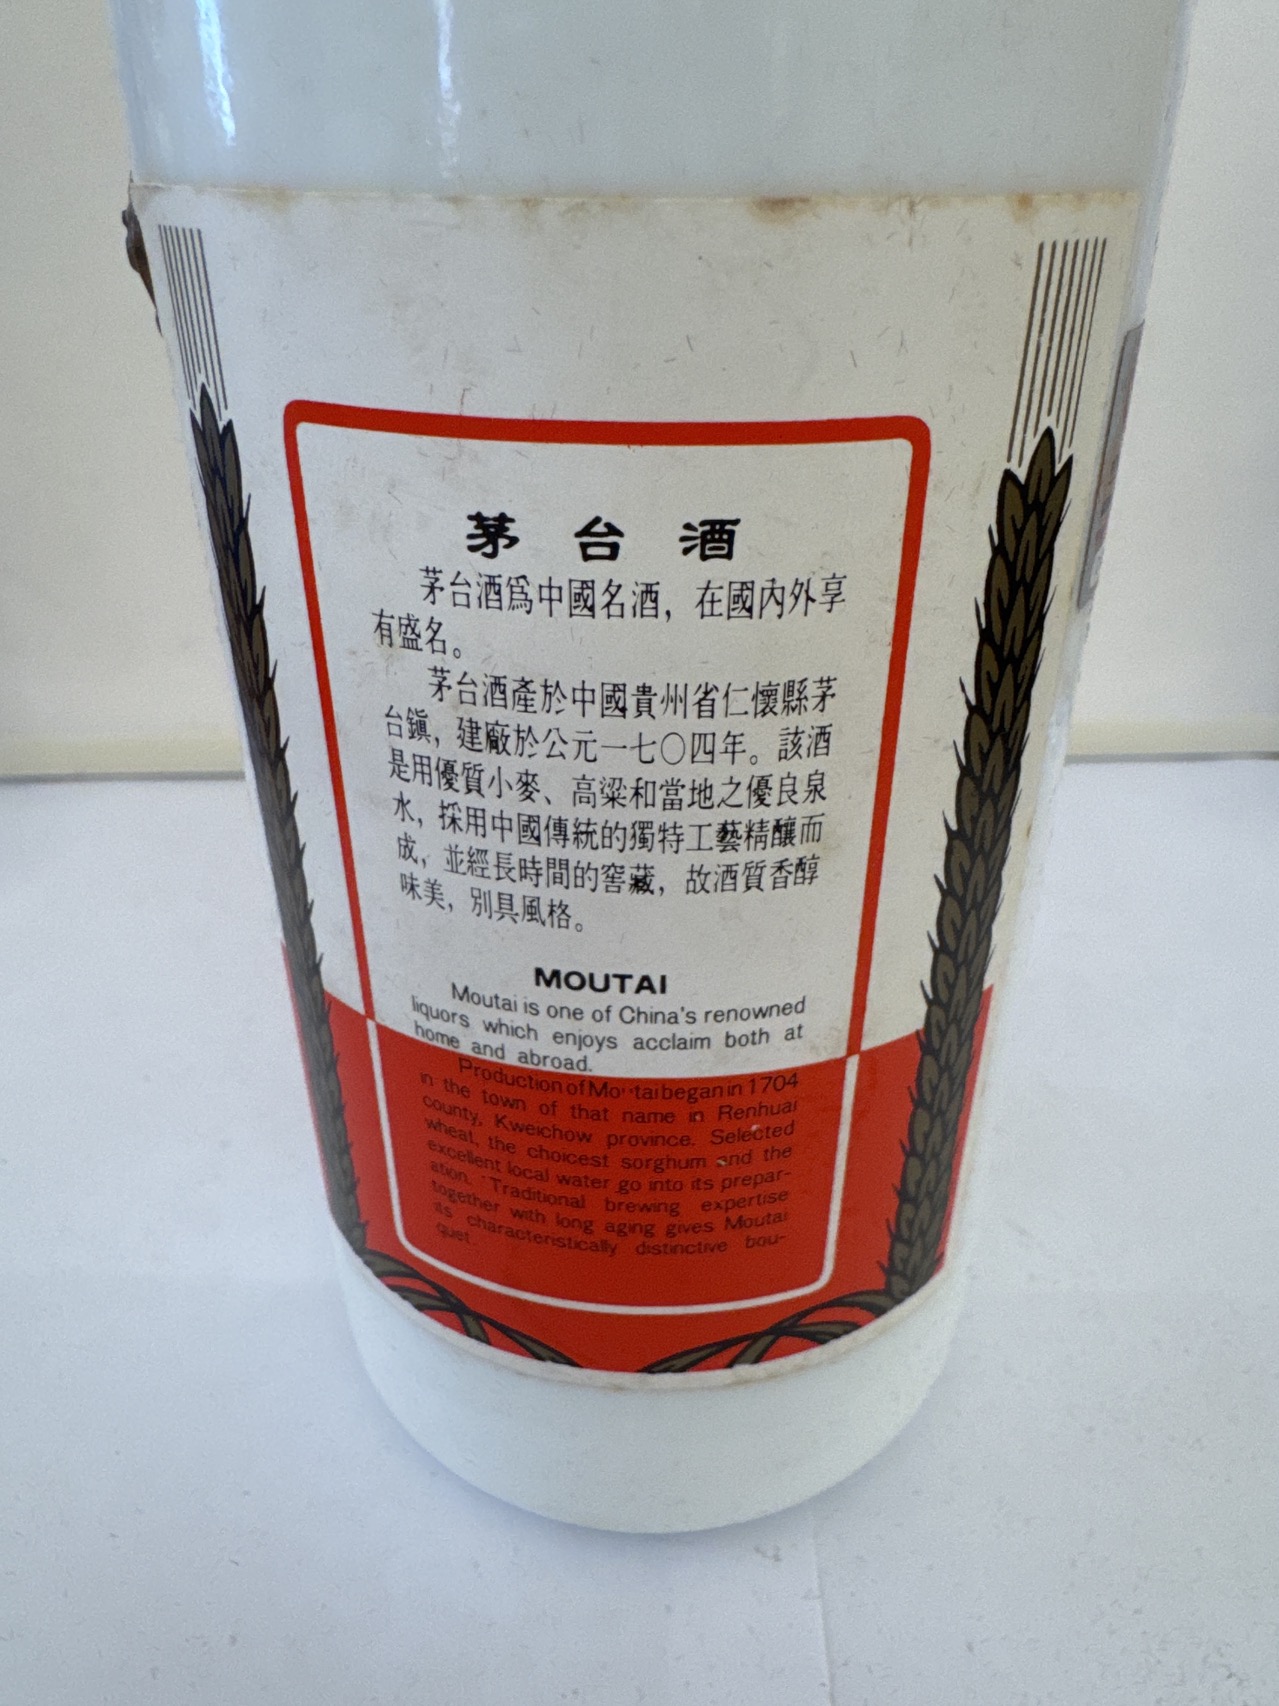 茅台酒
茅台酒爲中國名酒，在國內外享
有盛名。
茅台酒產於中國貴州省仁懷縣茅
台鎮，建廠於公元一七〇四年。該酒
是用優質小麥、高粱和當地之優良泉
水，採用中國傳統的獨特工藝精釀而
成，並經長時間的窖藏，故酒質香醇
味美，別具風格。
MOUTAI
Moutai is one of China's renowned
liquors which enjoys acclaim both at
home and abroad.
Production of Moutai began in 1704
in the town of that name in Renhuai
county, Kweichow province. Selected
wheat, the choicest sorghum and the
excellent local water go into its prepar-
ation. Traditional brewing expertise
together with long aging gives Moutai
its characteristically distinctive bou-
quet.